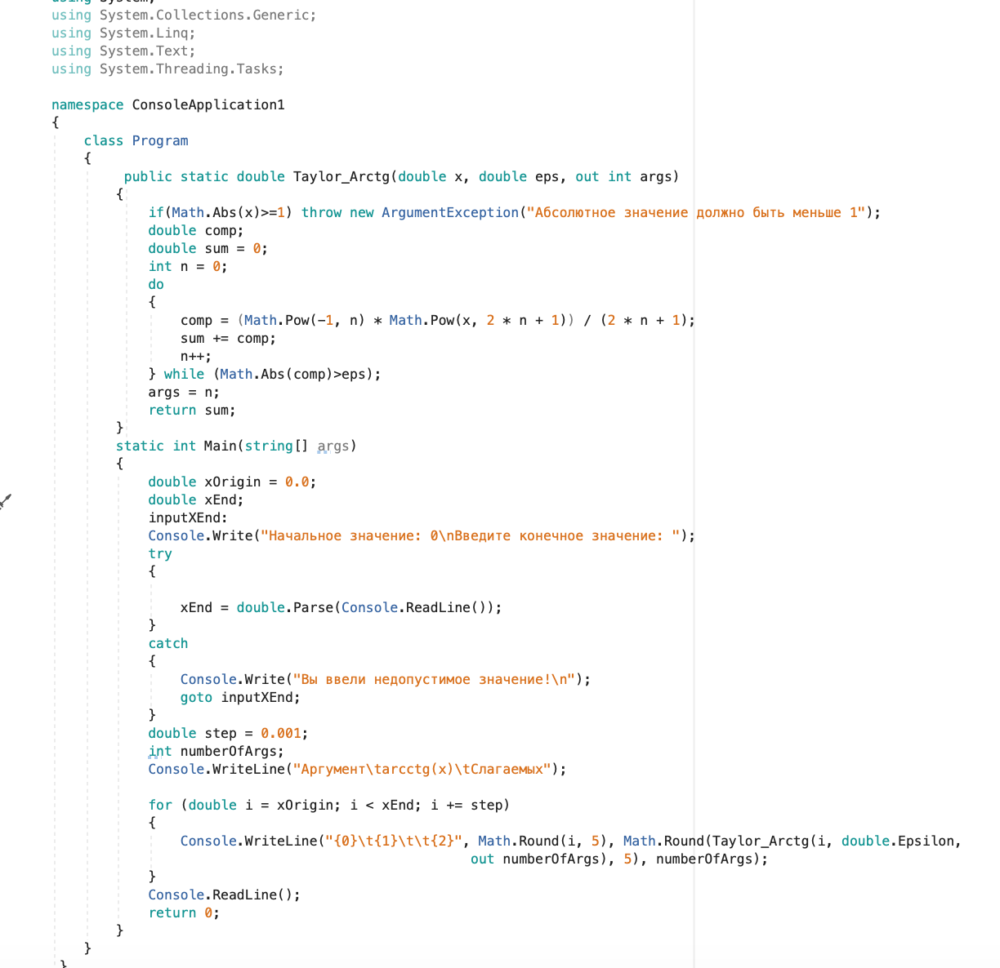 using System;
using System.Collections.Generic;
using System.Linq;
using System.Text;
using System.Threading.Tasks;
namespace ConsoleApplication1
{
class Program
{
public static double Taylor_Arctg(double x, double eps, out int args)
{
if(Math.Abs(x)>=1) throw new ArgumentException("Абсолютное значение должно быть меньше 1");
double comp;
double sum = 0;
int n = 0;
do
{
comp = (Math.Pow(-1, n) * Math.Pow(x, 2 * n + 1)) / (2 * n + 1);
sum += comp;
n++;
} while (Math.Abs(comp)>eps);
args = n;
return sum;
}
static int Main(string[] args)
{
double xOrigin = 0.0;
double xEnd;
inputXEnd:
Console.Write("Начальное значение: 0\nВведите конечное значение: ");
try
{
xEnd = double.Parse(Console.ReadLine());
}
catch
{
Console.Write("Вы ввели недопустимое значение!\n");
goto inputXEnd;
}
double step = 0.001;
int numberOfArgs;
Console.WriteLine("Аргумент\tarcctg(x)\tСлагаемых");
for (double i = xOrigin; i < xEnd; i += step)
{
Console.WriteLine("{0}\t{1}\t\t{2}", Math.Round(i, 5), Math.Round(Taylor_Arctg(i, double.Epsilon,
out numberOfArgs), 5), numberOfArgs);
}
Console.ReadLine();
return 0;
}
}
}